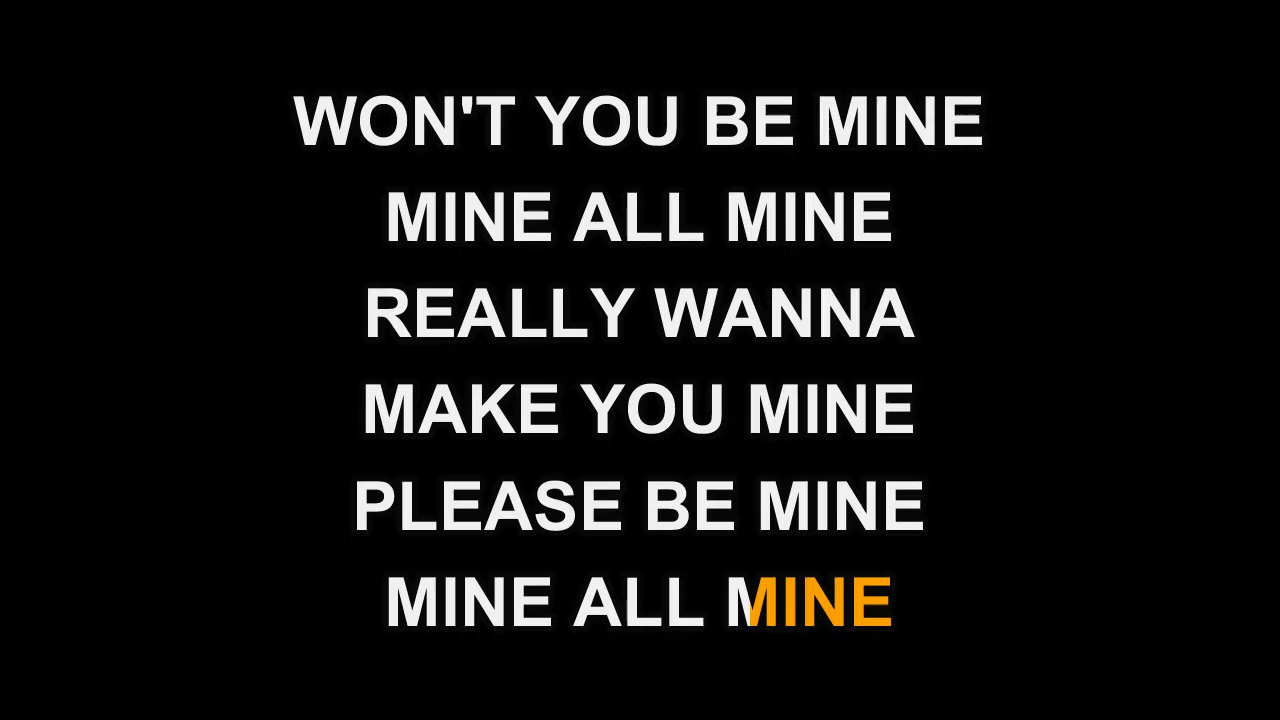 WON'T YOU BE MINE
MINE ALL MINE
REALLY WANNA
MAKE YOU MINE
PLEASE BE MINE
MINE ALL MINE